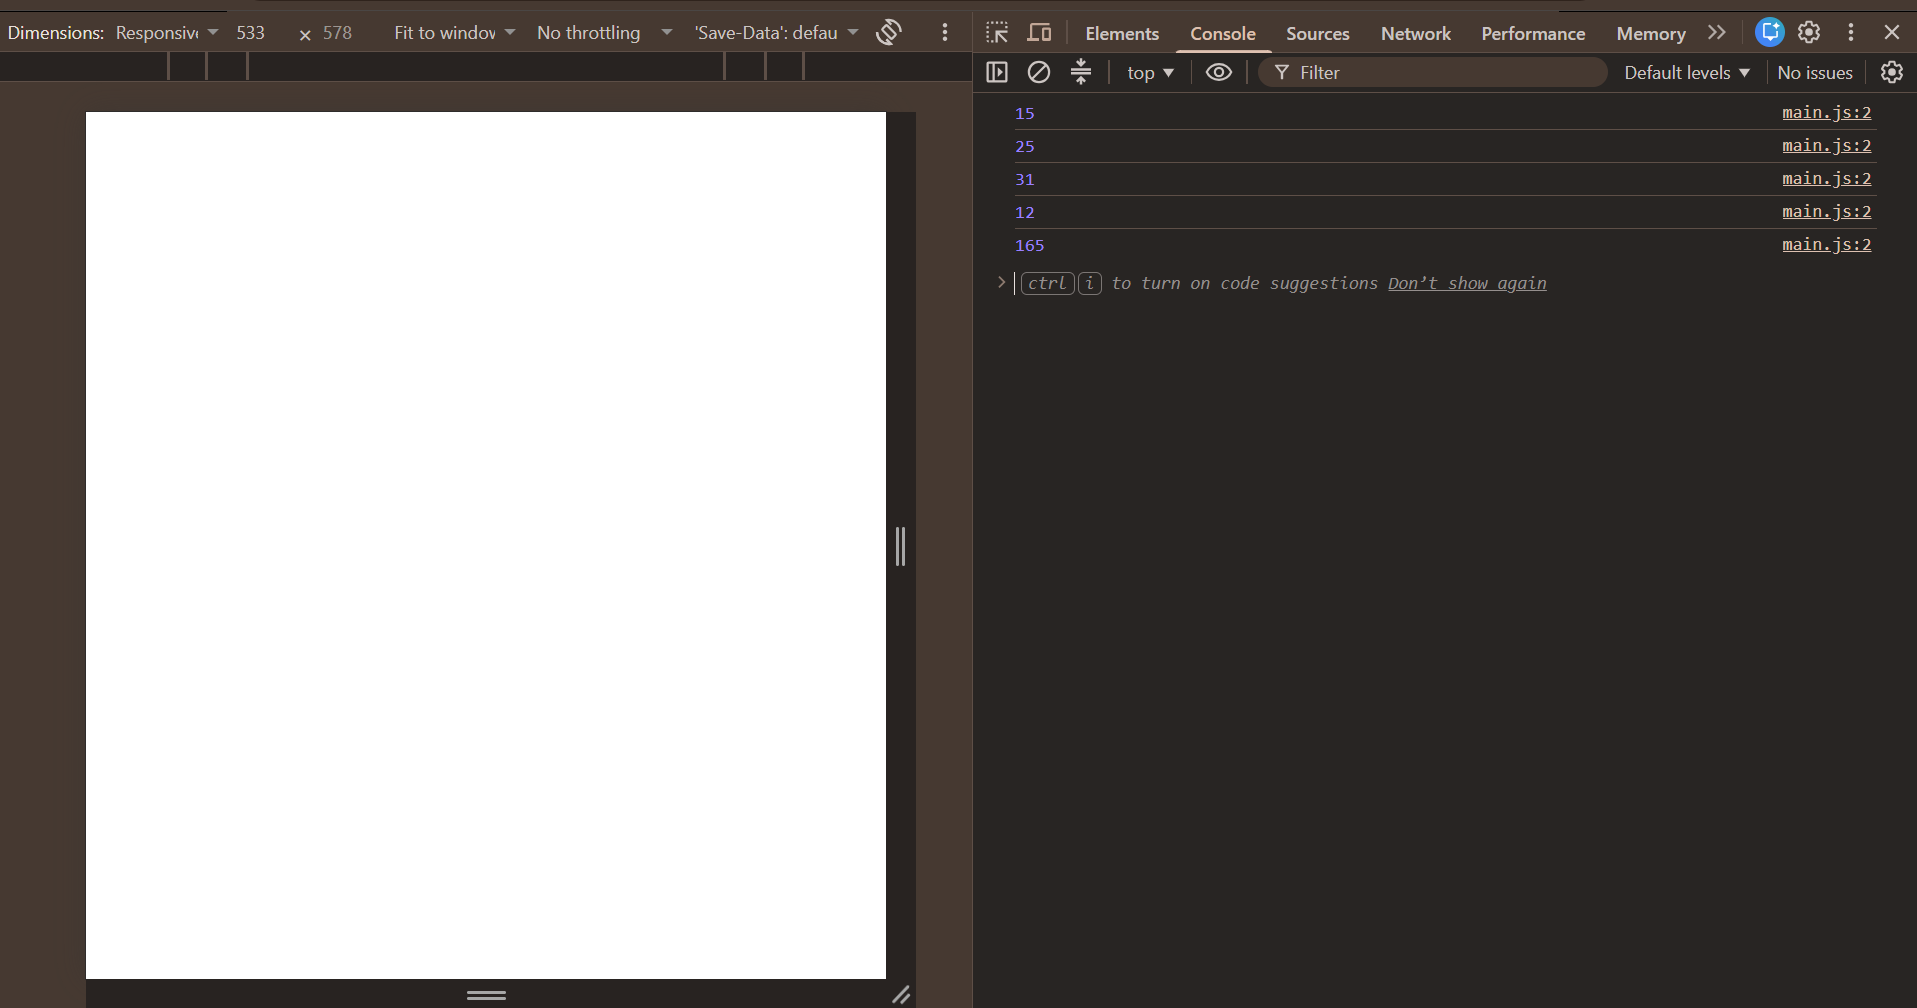 Dimensions: Responsive 533 × 578 Fit to window No throttling 'Save-Data': defau
Elements Console Sources Network Performance Memory
top Filter Default levels No issues
15 main.js:2
25 main.js:2
31 main.js:2
12 main.js:2
165 main.js:2
ctrl i to turn on code suggestions Don't show again